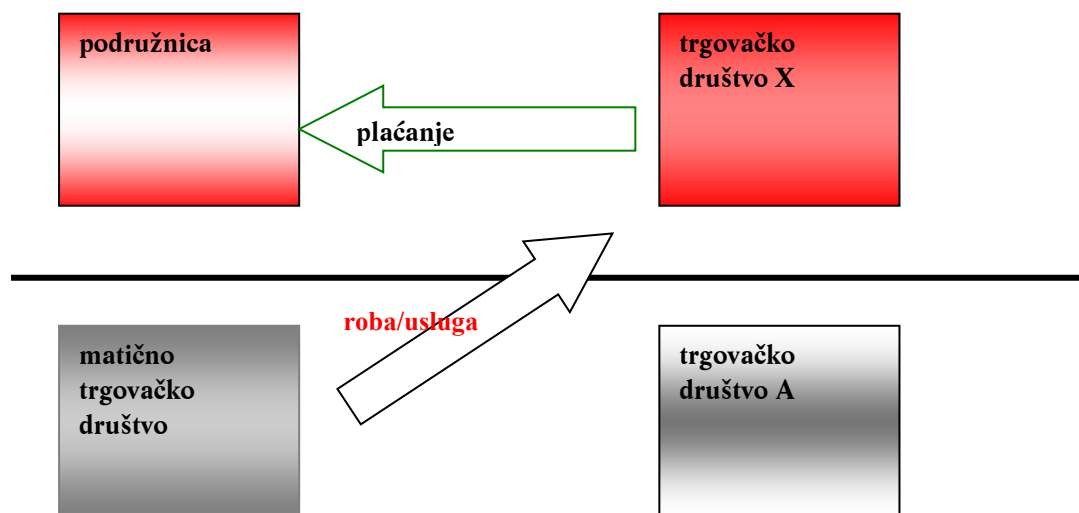 podružnica
trgovačko
društvo X
plaćanje
roba/usluga
matično
trgovačko
društvo
trgovačko
društvo A